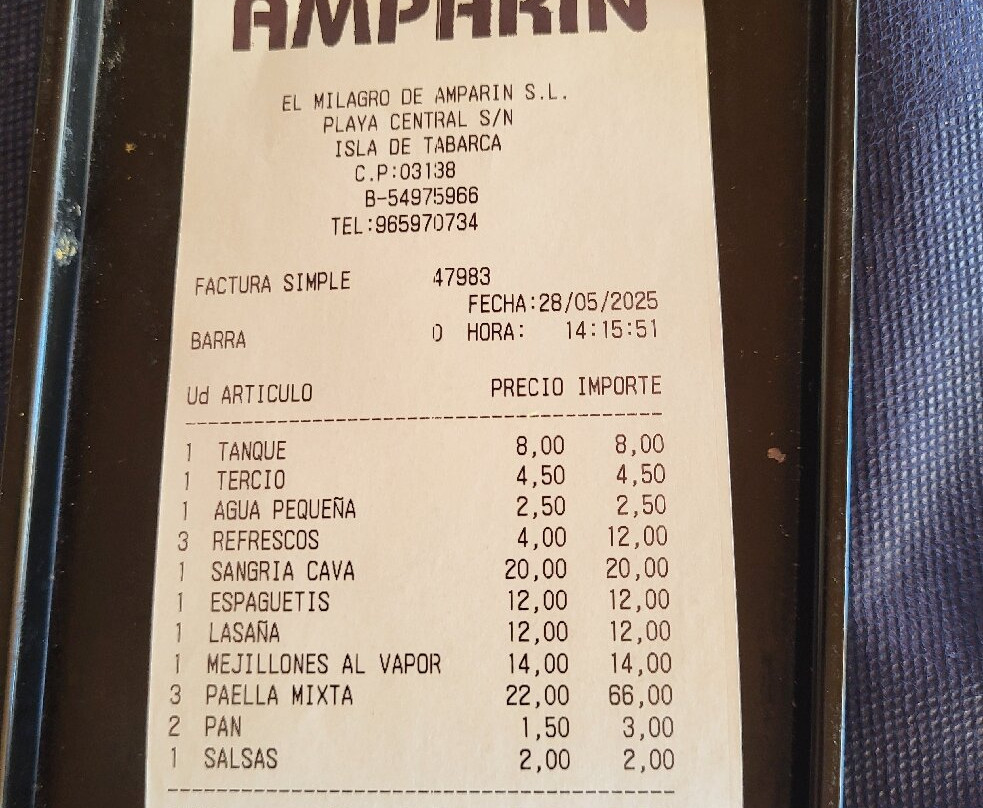 AMPARIN
EL MILAGRO DE AMPARIN S.L.
PLAYA CENTRAL S/N
ISLA DE TABARCA
C.P:03138
B-54975966
TEL:965970734
FACTURA SIMPLE 47983
FECHA:28/05/2025
BARRA 0 HORA: 14:15:51
Ud ARTICULO PRECIO IMPORTE
1 TANQUE 8,00 8,00
1 TERCIO 4,50 4,50
1 AGUA PEQUEÑA 2,50 2,50
3 REFRESCOS 4,00 12,00
1 SANGRIA CAVA 20,00 20,00
1 ESPAGUETIS 12,00 12,00
1 LASAÑA 12,00 12,00
1 MEJILLONES AL VAPOR 14,00 14,00
3 PAELLA MIXTA 22,00 66,00
2 PAN 1,50 3,00
1 SALSAS 2,00 2,00